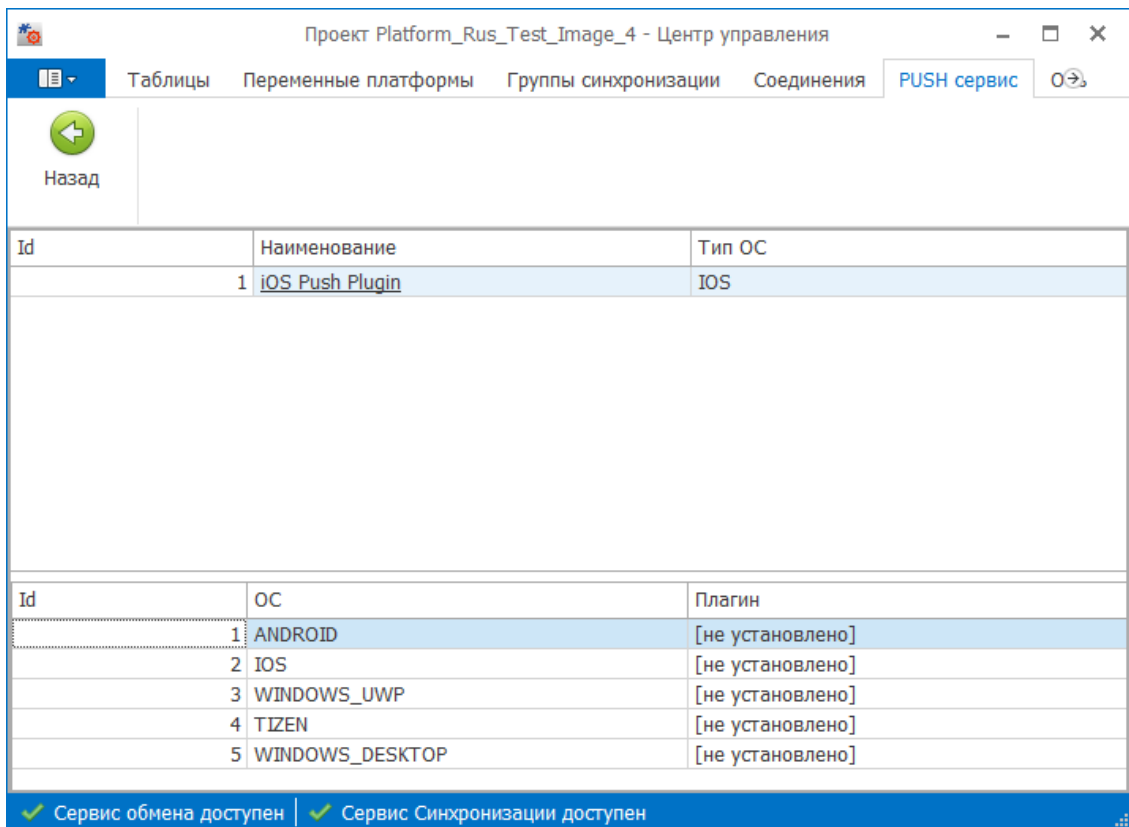 Проект Platform_Rus_Test_Image_4 - Центр управления
Таблицы Переменные платформы Группы синхронизации Соединения PUSH сервис О
Назад
Id Наименование Тип ОС
1 iOS Push Plugin IOS
Id ОС Плагин
1 ANDROID [не установлено]
2 IOS [не установлено]
3 WINDOWS_UWP [не установлено]
4 TIZEN [не установлено]
5 WINDOWS_DESKTOP [не установлено]
Сервис обмена доступен Сервис Синхронизации доступен